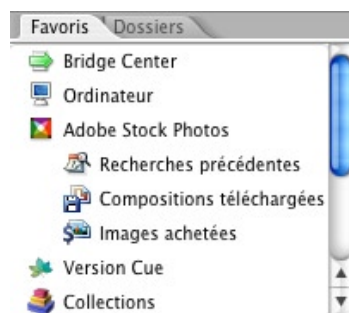 Favoris Dossiers
Bridge Center
Ordinateur
Adobe Stock Photos
Recherches précédentes
Compositions téléchargées
Images achetées
Version Cue
Collections